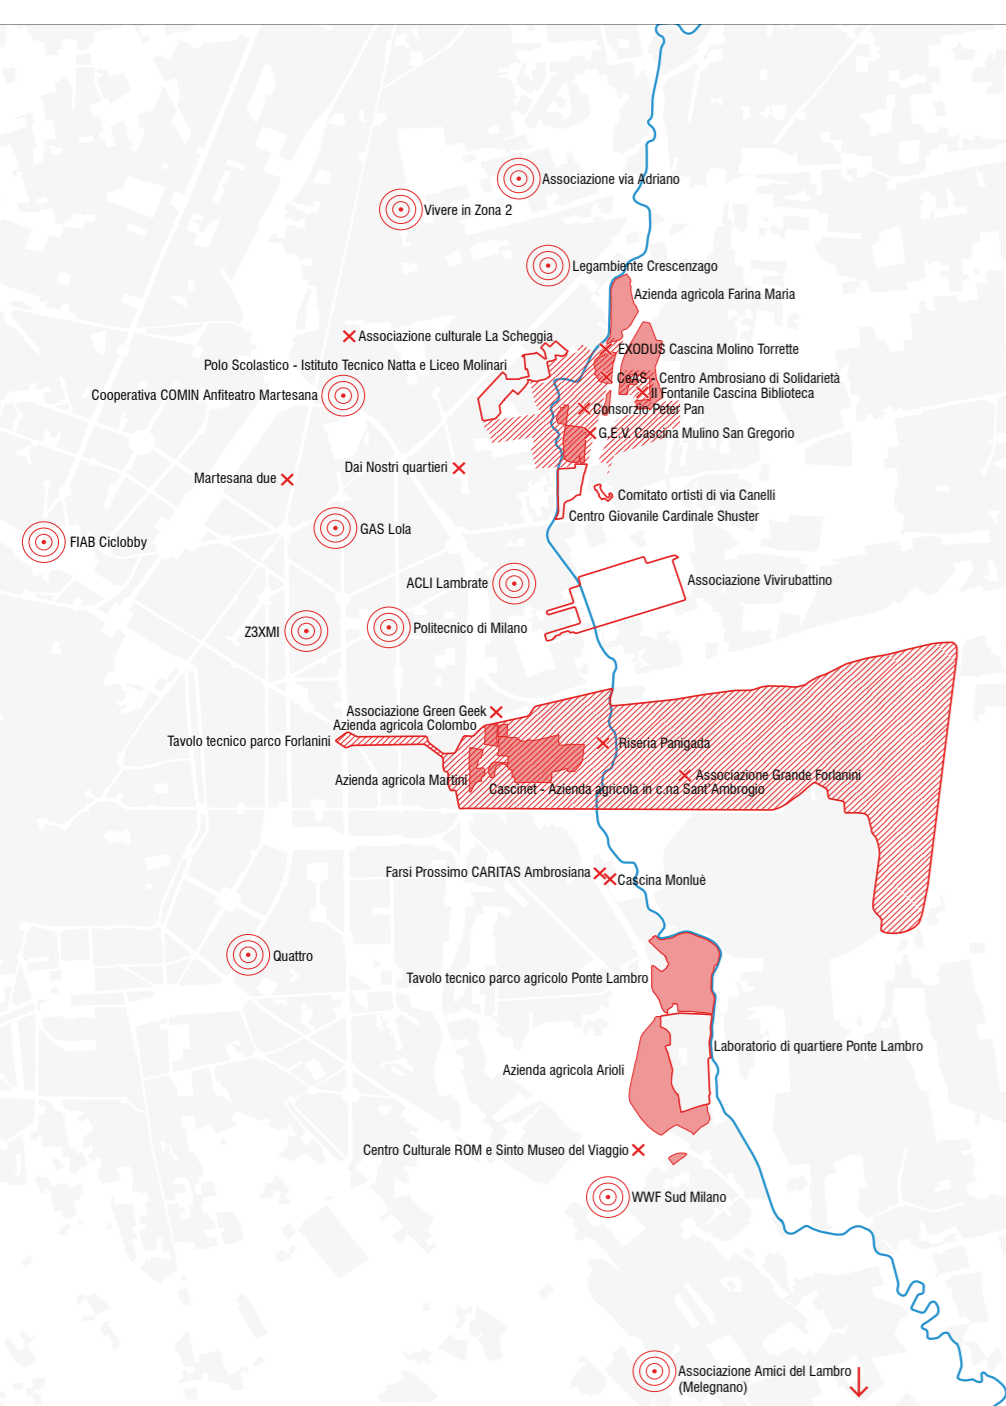 Associazione via Adriano
Vivere in Zona 2
Legambiente Crescenzago
Azienda agricola Farina Maria
Associazione culturale La Scheggia
EXODUS Cascina Molino Torrette
Polo Scolastico - Istituto Tecnico Natta e Liceo Molinari
CeAS - Centro Ambrosiano di Solidarietà
Il Fontanile Cascina Biblioteca
Cooperativa COMIN Anfiteatro Martesana
Consorzio Peter Pan
G.E.V. Cascina Mulino San Gregorio
Dai Nostri quartieri
Martesana due
Comitato ortisti di via Canelli
Centro Giovanile Cardinale Shuster
GAS Lola
FIAB Ciclobby
ACLI Lambrate
Associazione Vivirubattino
Politecnico di Milano
Z3XMI
Associazione Green Geek
Azienda agricola Colombo
Tavolo tecnico parco Forlanini
Riseria Panigada
Azienda agricola Martini
Associazione Grande Forlanini
Cascinet - Azienda agricola in c.na Sant'Ambrogio
Farsi Prossimo CARITAS Ambrosiana
Cascina Monluè
Quattro
Tavolo tecnico parco agricolo Ponte Lambro
Laboratorio di quartiere Ponte Lambro
Azienda agricola Arioli
Centro Culturale ROM e Sinto Museo del Viaggio
WWF Sud Milano
Associazione Amici del Lambro
(Melegnano)